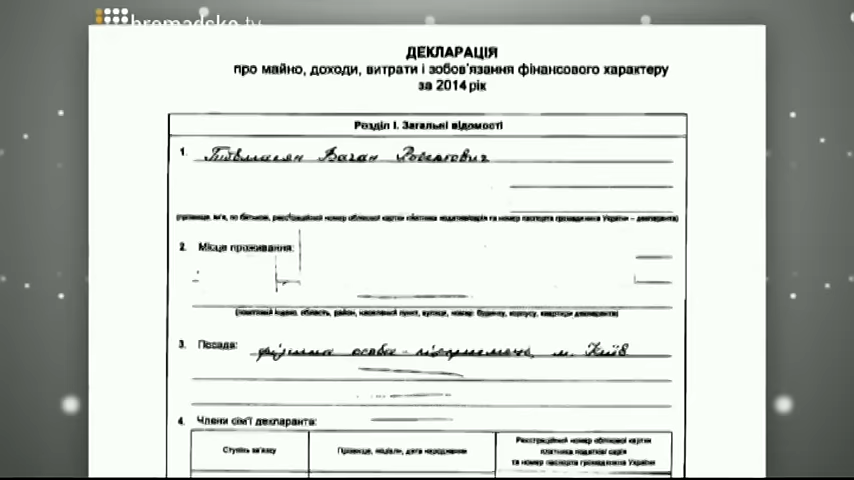 hromadske.tv
ДЕКЛАРАЦІЯ
про майно, доходи, витрати і зобов'язання фінансового характеру
за 2014 рік
Розділ I. Загальні відомості
1. Ваган
(прізвище, ім'я, по батькові, реєстраційний номер облікової картки платника податків/серія та номер паспорта громадянина України – декларанта)
2. Місце проживання:
(поштовий індекс, область, район, населений пункт, вулиця, номер будинку, корпусу, квартири декларанта)
3. Посада: фізична особа - підприємець, м. Київ
4. Члени сім'ї декларанта:
Ступінь зв'язку
Прізвище, ініціали, дата народження
Реєстраційний номер облікової картки
платника податків/серія
та номер паспорта громадянина України